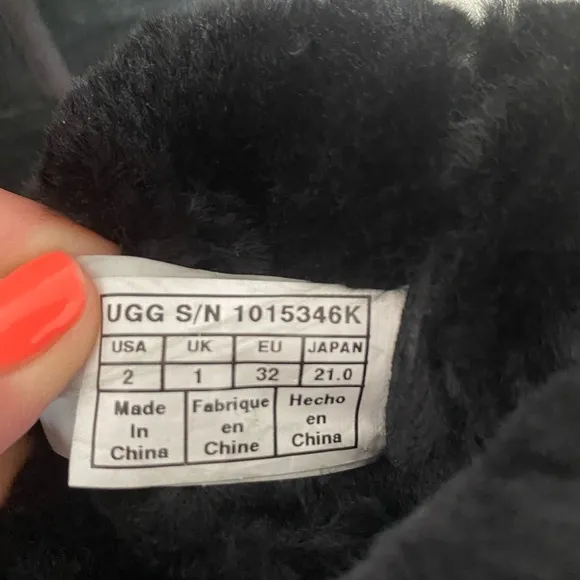 UGG S/N 1015346K
USA UK EU JAPAN
2 1 32 21.0
Made Fabrique Hecho
In en en
China Chine China